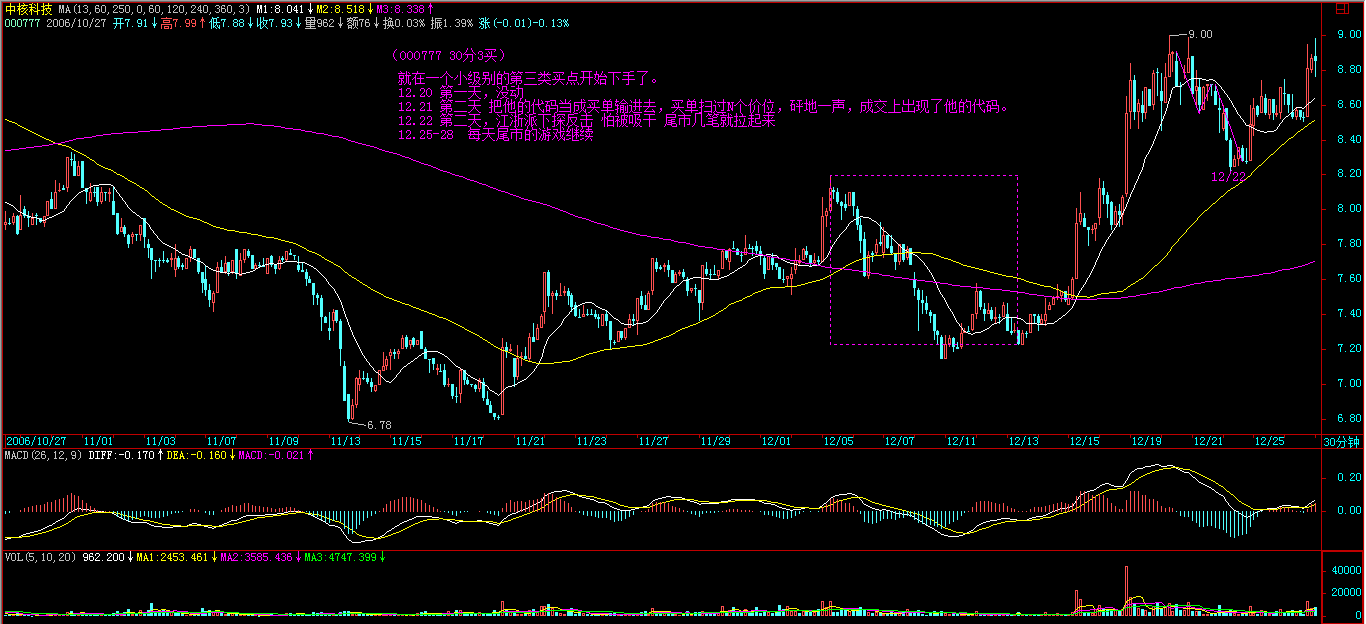 中核科技 MA(13,60,250,0,60,120,240,360,3) M1:8.041↓M2:8.518↓M3:8.338↑
000777 2006/10/27 开7.91↓高7.99↑低7.88↓收7.93↓量962↓额76↓换0.03% 振1.39% 涨(-0.01)-0.13%
(000777 30分3买)
就在一个小级别的第三类买点开始下手了。
12.20 第一天，没动
12.21 第二天 把他的代码当成买单输进去，买单扫过N个价位，砰地一声，成交上出现了他的代码。
12.22 第三天，江浙派下探反击 怕被吸干 尾市几笔就拉起来
12.25-28 每天尾市的游戏继续
9.00
12/22
6.78
9.00
8.80
8.60
8.40
8.20
8.00
7.80
7.60
7.40
7.20
7.00
6.80
2006/10/27 11/01 11/03 11/07 11/09 11/13 11/15 11/17 11/21 11/23 11/27 11/29 12/01 12/05 12/07 12/11 12/13 12/15 12/19 12/21 12/25 30分钟
MACD(26,12,9) DIFF:-0.170↑DEA:-0.160↓MACD:-0.021↑
0.20
0.00
VOL(5,10,20) 962.200↓MA1:2453.461↓MA2:3585.438↓MA3:4747.399↓
40000
20000
0